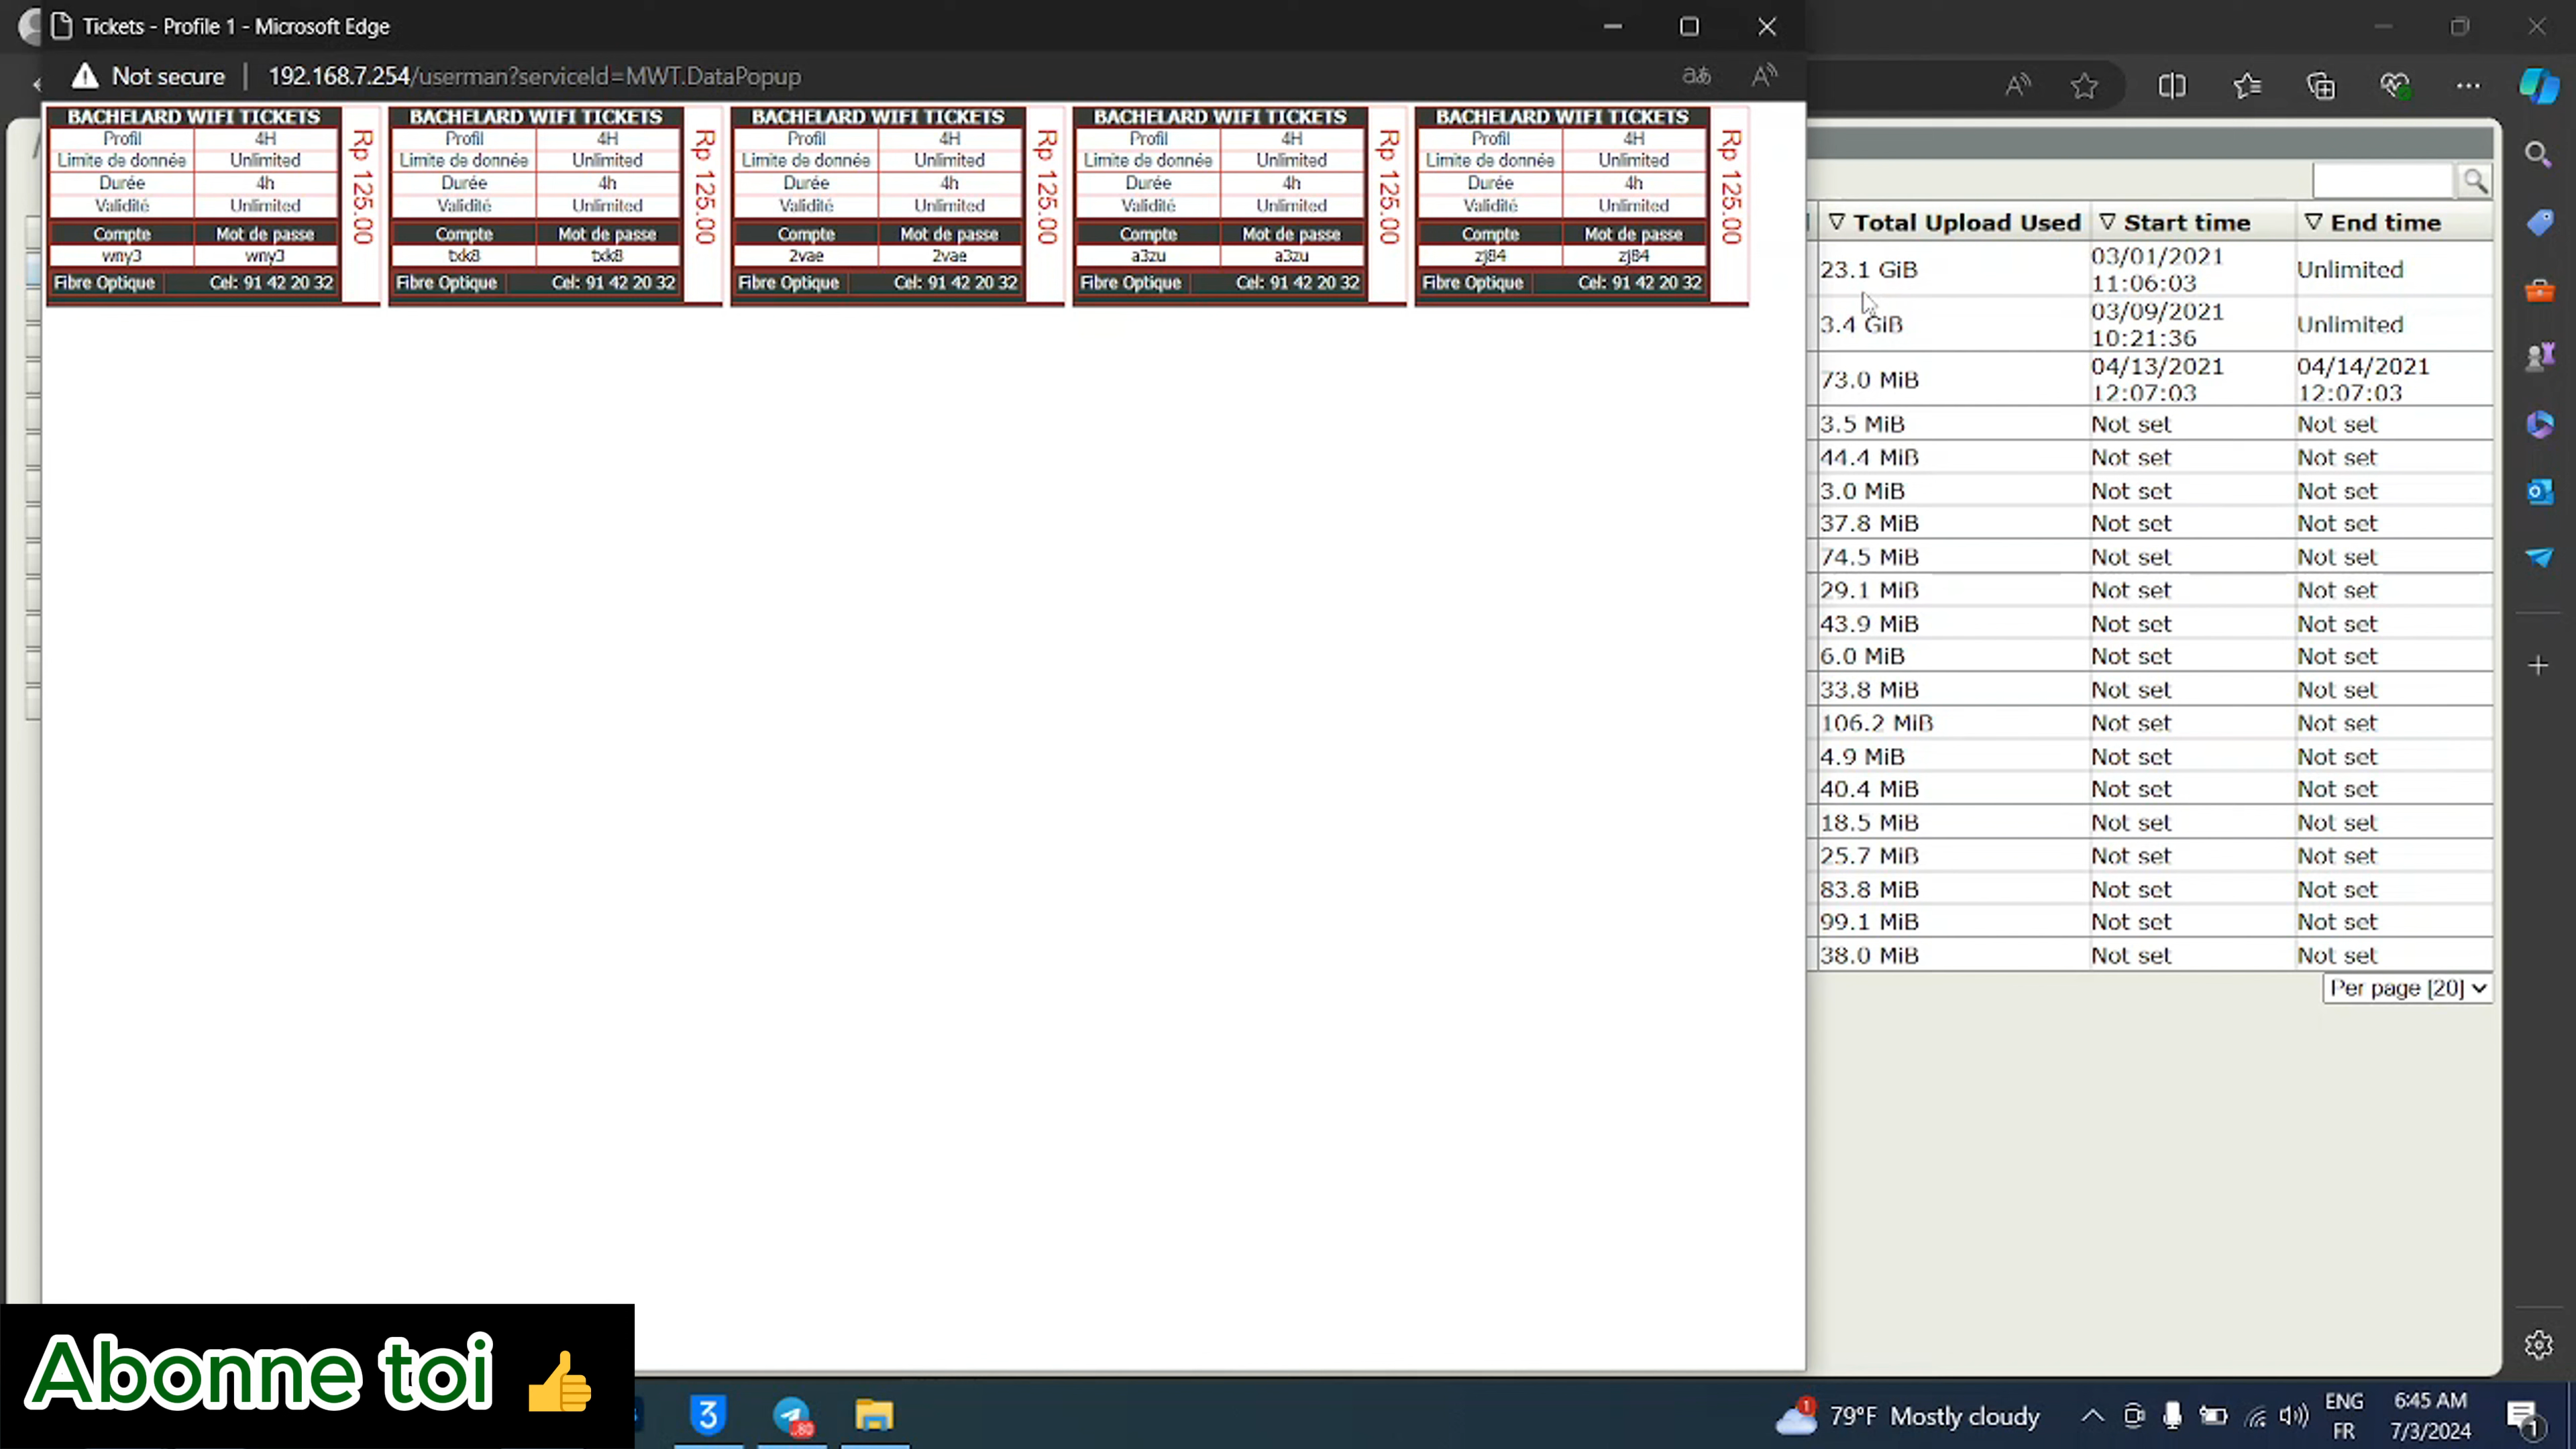 Tickets - Profile 1 - Microsoft Edge
Not secure | 192.168.7.254/userman?serviceId=MWT.DataPopup
BACHELARD WIFI TICKETS
Profil 4H
Limite de donnée Unlimited
Durée 4h
Validité Unlimited
Compte Mot de passe
wny3 wny3
Fibre Optique Cel: 91 42 20 32
Rp 125.00
BACHELARD WIFI TICKETS
Profil 4H
Limite de donnée Unlimited
Durée 4h
Validité Unlimited
Compte Mot de passe
txk8 txk8
Fibre Optique Cel: 91 42 20 32
Rp 125.00
BACHELARD WIFI TICKETS
Profil 4H
Limite de donnée Unlimited
Durée 4h
Validité Unlimited
Compte Mot de passe
2vae 2vae
Fibre Optique Cel: 91 42 20 32
Rp 125.00
BACHELARD WIFI TICKETS
Profil 4H
Limite de donnée Unlimited
Durée 4h
Validité Unlimited
Compte Mot de passe
a3zu a3zu
Fibre Optique Cel: 91 42 20 32
Rp 125.00
BACHELARD WIFI TICKETS
Profil 4H
Limite de donnée Unlimited
Durée 4h
Validité Unlimited
Compte Mot de passe
zj84 zj84
Fibre Optique Cel: 91 42 20 32
Rp 125.00
Total Upload Used Start time End time
23.1 GiB 03/01/2021 11:06:03 Unlimited
3.4 GiB 03/09/2021 10:21:36 Unlimited
73.0 MiB 04/13/2021 12:07:03 04/14/2021 12:07:03
3.5 MiB Not set Not set
44.4 MiB Not set Not set
3.0 MiB Not set Not set
37.8 MiB Not set Not set
74.5 MiB Not set Not set
29.1 MiB Not set Not set
43.9 MiB Not set Not set
6.0 MiB Not set Not set
33.8 MiB Not set Not set
106.2 MiB Not set Not set
4.9 MiB Not set Not set
40.4 MiB Not set Not set
18.5 MiB Not set Not set
25.7 MiB Not set Not set
83.8 MiB Not set Not set
99.1 MiB Not set Not set
38.0 MiB Not set Not set
Per page [20]
Abonne toi
3
80
1
79°F Mostly cloudy
ENG
FR
6:45 AM
7/3/2024
1